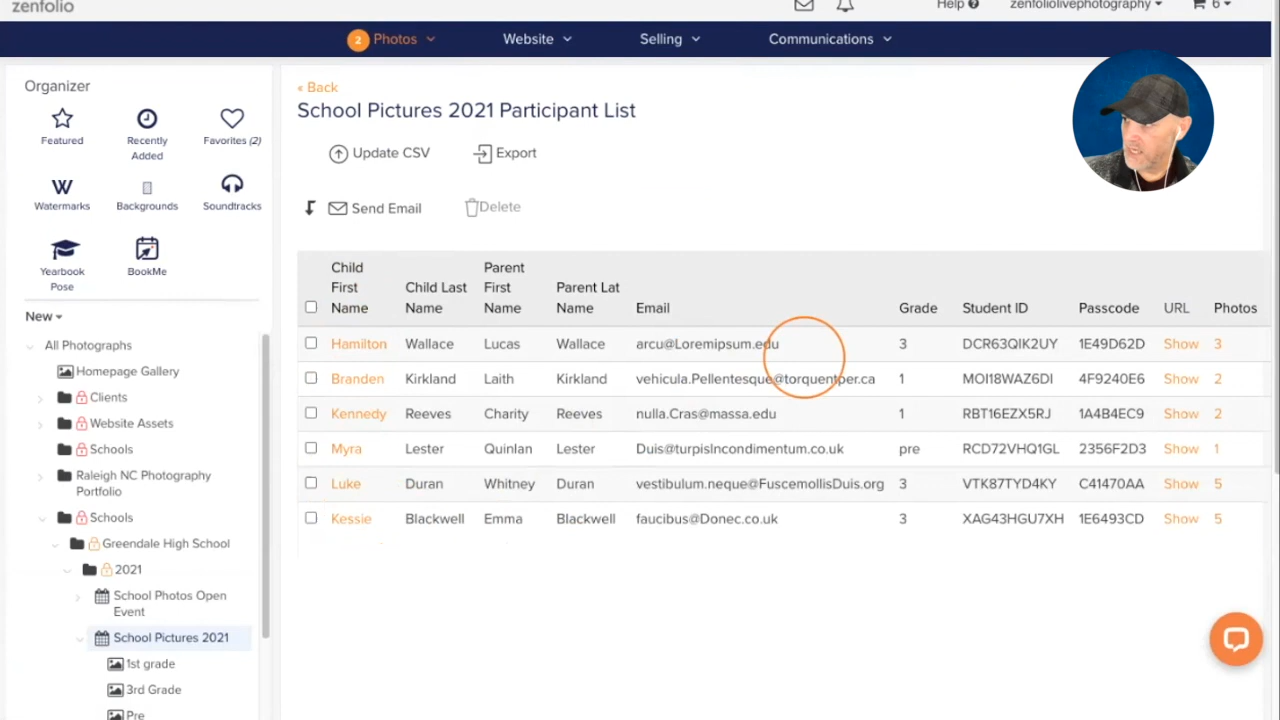 zenfolio
Help ? zenfoliolivephotography 6
2 Photos Website Selling Communications
Organizer
Featured
Recently Added
Favorites (2)
W
Watermarks
Backgrounds
Soundtracks
Yearbook Pose
BookMe
New
All Photographs
Homepage Gallery
Clients
Website Assets
Schools
Raleigh NC Photography
Portfolio
Schools
Greendale High School
2021
School Photos Open
Event
School Pictures 2021
1st grade
3rd Grade
Pre
« Back
School Pictures 2021 Participant List
Update CSV Export
Send Email Delete
Child First Name Child Last Name Parent First Name Parent Lat Name Email Grade Student ID Passcode URL Photos
Hamilton Wallace Lucas Wallace arcu@Loremipsum.edu 3 DCR63QIK2UY 1E49D62D Show 3
Branden Kirkland Laith Kirkland vehicula.Pellentesque@torquentper.ca 1 MOI18WAZ6DI 4F9240E6 Show 2
Kennedy Reeves Charity Reeves nulla.Cras@massa.edu 1 RBT16EZX5RJ 1A4B4EC9 Show 2
Myra Lester Quinlan Lester Duis@turpisIncondimentum.co.uk pre RCD72VHQ1GL 2356F2D3 Show 1
Luke Duran Whitney Duran vestibulum.neque@FuscemollisDuis.org 3 VTK87TYD4KY C41470AA Show 5
Kessie Blackwell Emma Blackwell faucibus@Donec.co.uk 3 XAG43HGU7XH 1E6493CD Show 5